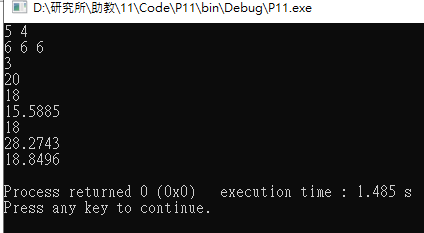 D:\研究所\助教\11\Code\P11\bin\Debug\P11.exe
5 4
6 6 6
3
20
18
15.5885
18
28.2743
18.8496
Process returned 0 (0x0)   execution time : 1.485 s
Press any key to continue.